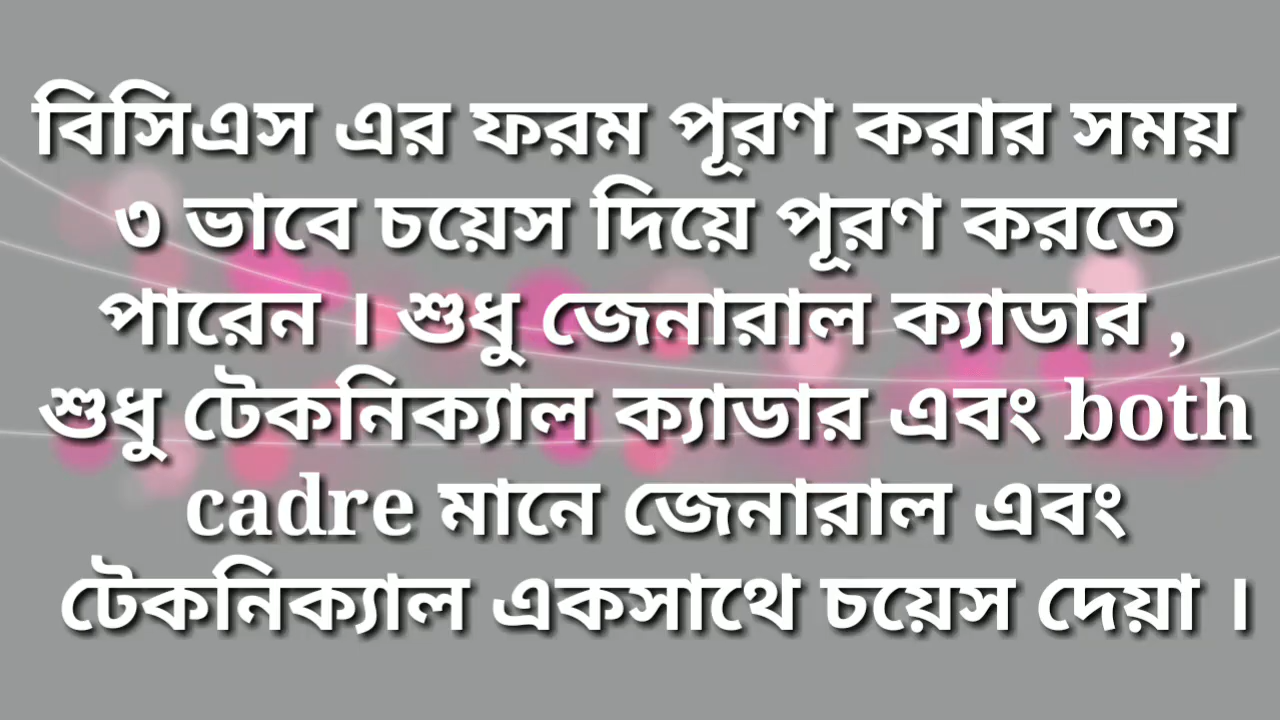 বিসিএস এর ফরম পূরণ করার সময়
৩ ভাবে চয়েস দিয়ে পূরণ করতে
পারেন । শুধু জেনারাল ক্যাডার ,
শুধু টেকনিক্যাল ক্যাডার এবং both
cadre মানে জেনারাল এবং
টেকনিক্যাল একসাথে চয়েস দেয়া ।